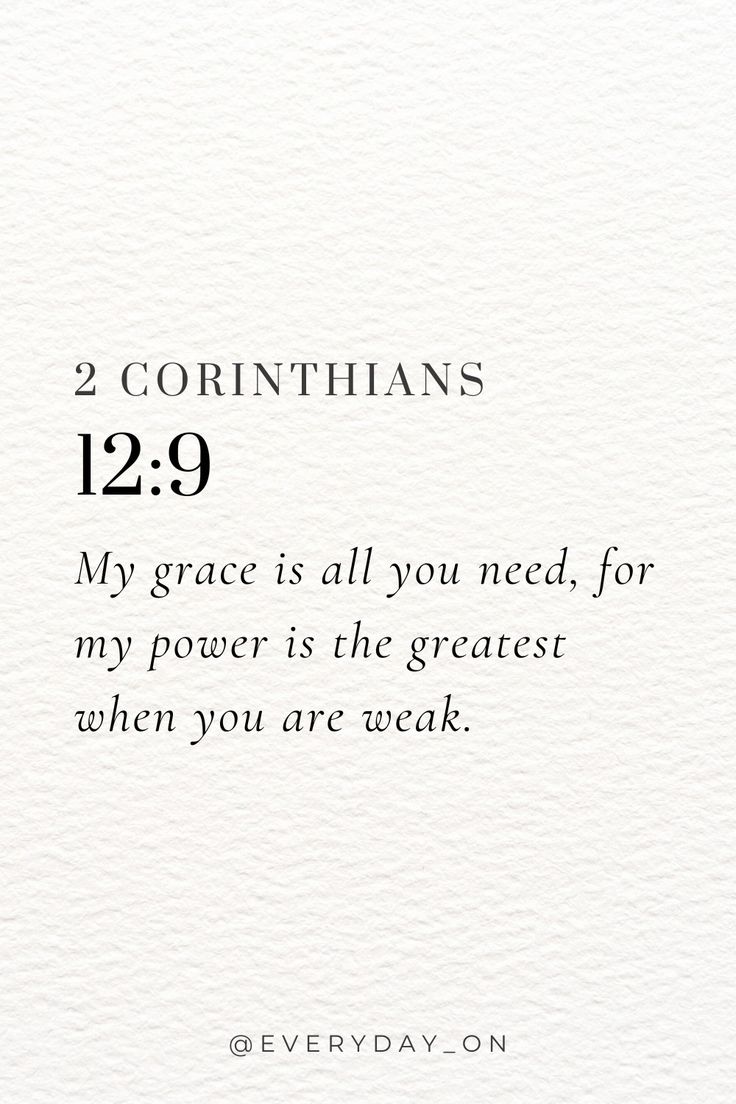 2 CORINTHIANS
12:9
My grace is all you need, for
my power is the greatest
when you are weak.
@EVERYDAY_ON